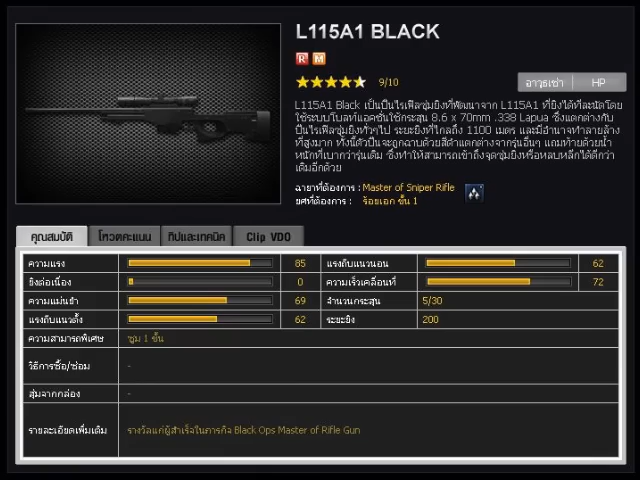 L115A1 BLACK
R M
9/10
อาวุธเช่า HP
L115A1 Black เป็นปืนไรเฟิลซุ่มยิงที่พัฒนาจาก L115A1 ที่ยิงได้ทีละนัดโดย
ใช้ระบบโบลท์แอคชั่นใช้กระสุน 8.6 x 70mm .338 Lapua ซึ่งแตกต่างกับ
ปืนไรเฟิลซุ่มยิงทั่วๆไป ระยะยิงที่ไกลถึง 1100 เมตร และมีอำนาจทำลายล้าง
ที่สูงมาก ทั้งนี้ตัวปืนจะถูกฉาบด้วยสีดำแตกต่างจากรุ่นอื่นๆ แถมท้ายด้วยน้ำ
หนักที่เบากว่ารุ่นเดิม ซึ่งทำให้สามารถเข้าถึงจุดซุ่มยิงหรือหลบหลีกได้ดีกว่า
เดิมอีกด้วย
ฉายาที่ต้องการ : Master of Sniper Rifle
ยศที่ต้องการ : ร้อยเอก ขั้น 1
คุณสมบัติ โหวตคะแนน ทิปและเทคนิค Clip VDO
ความแรง 85 แรงถีบแนวนอน 62
ยิงต่อเนื่อง 0 ความเร็วเคลื่อนที่ 72
ความแม่นยำ 69 จำนวนกระสุน 5/30
แรงถีบแนวตั้ง 62 ระยะยิง 200
ความสามารถพิเศษ ซูม 1 ขั้น
วิธีการซื้อ/ซ่อม -
สุ่มจากกล่อง -
รายละเอียดเพิ่มเติม รางวัลแก่ผู้สำเร็จในภารกิจ Black Ops Master of Rifle Gun